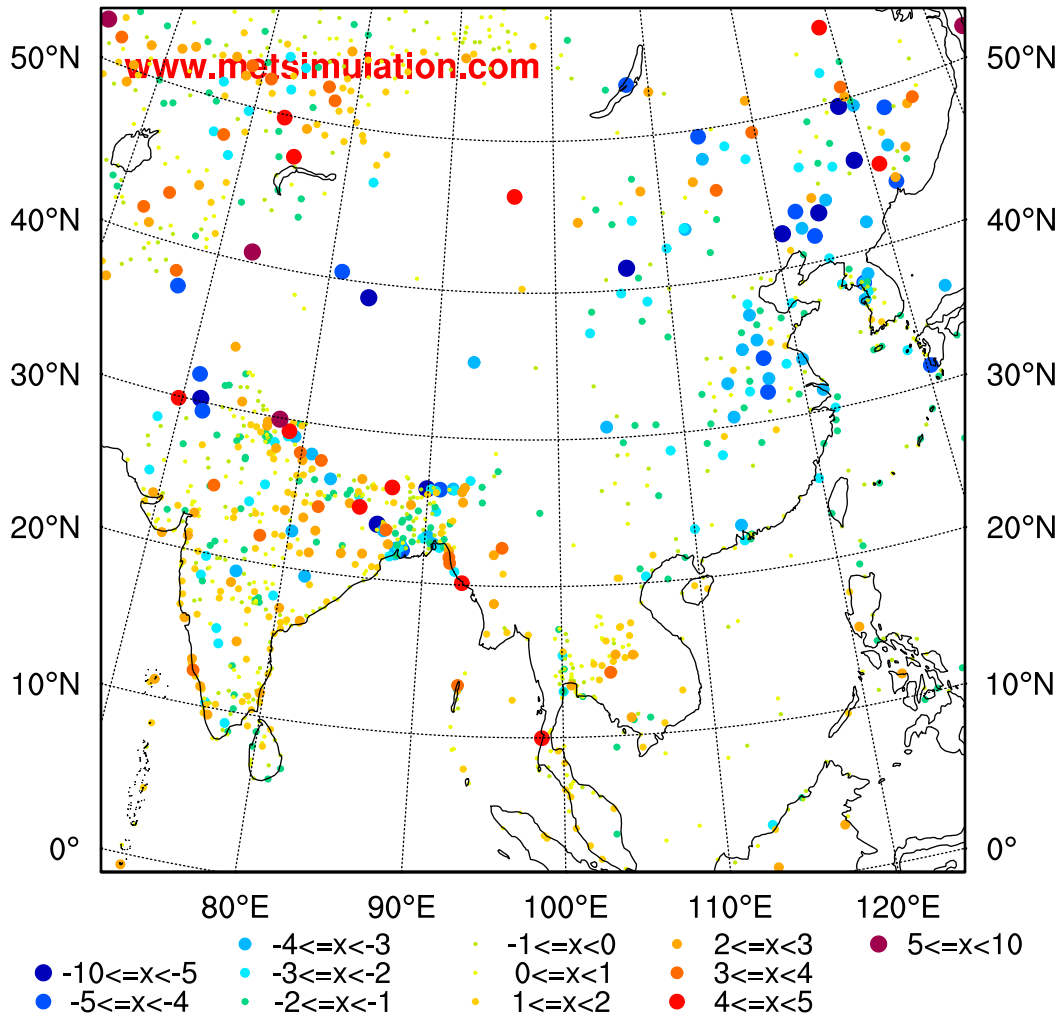 50°N 50°N
www.metsimulation.com
40°N 40°N
30°N 30°N
20°N 20°N
10°N 10°N
0° 0°
80°E 90°E 100°E 110°E 120°E
-4<=x<-3 -1<=x<0 2<=x<3 5<=x<10
-10<=x<-5 -3<=x<-2 0<=x<1 3<=x<4
-5<=x<-4 -2<=x<-1 1<=x<2 4<=x<5